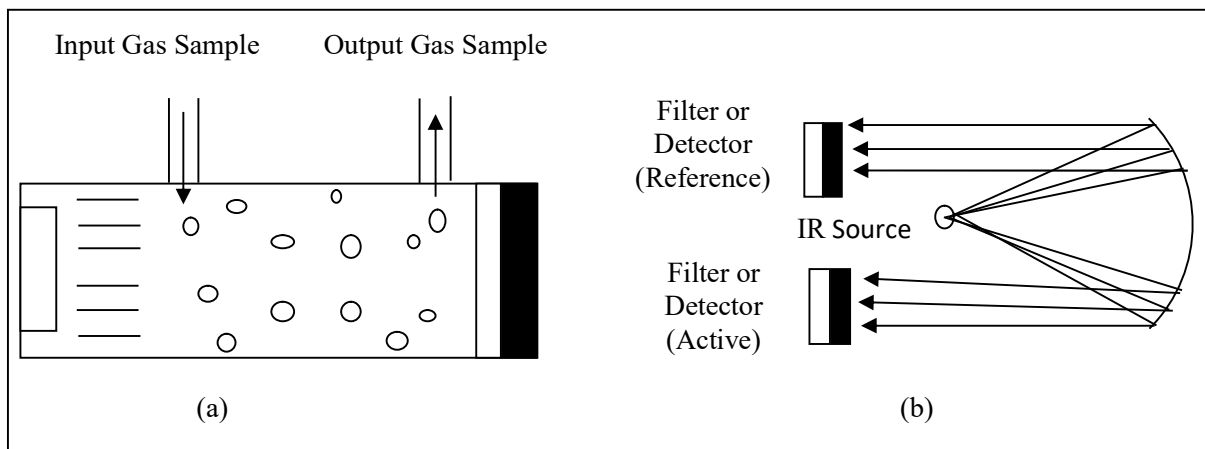 Input Gas Sample
Output Gas Sample
Filter or
Detector
(Reference)
IR Source
Filter or
Detector
(Active)
(a)
(b)